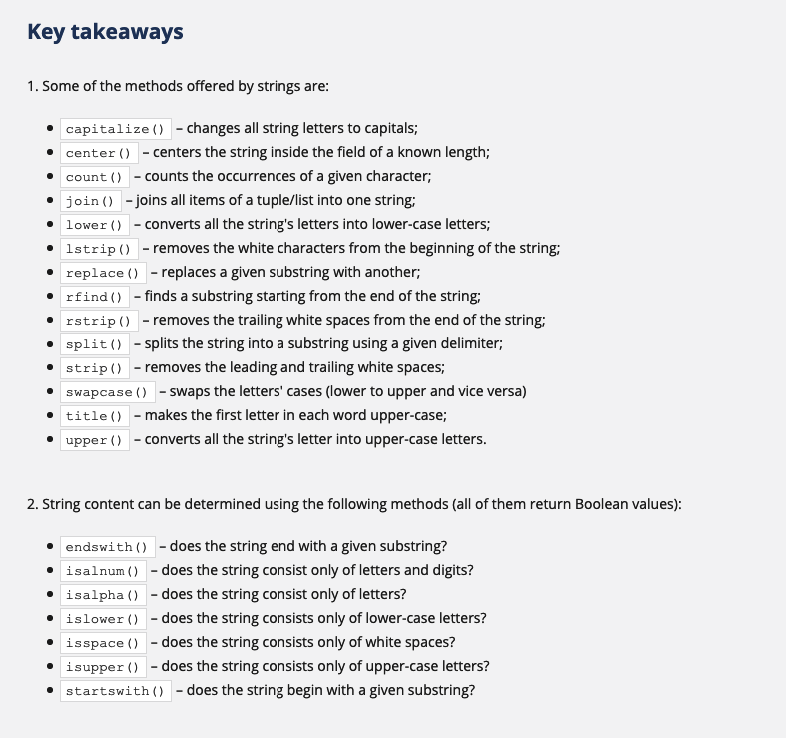 Key takeaways
1. Some of the methods offered by strings are:
• capitalize() – changes all string letters to capitals;
• center() – centers the string inside the field of a known length;
• count() – counts the occurrences of a given character;
• join() – joins all items of a tuple/list into one string;
• lower() – converts all the string's letters into lower-case letters;
• lstrip() – removes the white characters from the beginning of the string;
• replace() – replaces a given substring with another;
• rfind() – finds a substring starting from the end of the string;
• rstrip() – removes the trailing white spaces from the end of the string;
• split() – splits the string into a substring using a given delimiter;
• strip() – removes the leading and trailing white spaces;
• swapcase() – swaps the letters' cases (lower to upper and vice versa)
• title() – makes the first letter in each word upper-case;
• upper() – converts all the string's letter into upper-case letters.
2. String content can be determined using the following methods (all of them return Boolean values):
• endswith() – does the string end with a given substring?
• isalnum() – does the string consist only of letters and digits?
• isalpha() – does the string consist only of letters?
• islower() – does the string consists only of lower-case letters?
• isspace() – does the string consists only of white spaces?
• isupper() – does the string consists only of upper-case letters?
• startswith() – does the string begin with a given substring?